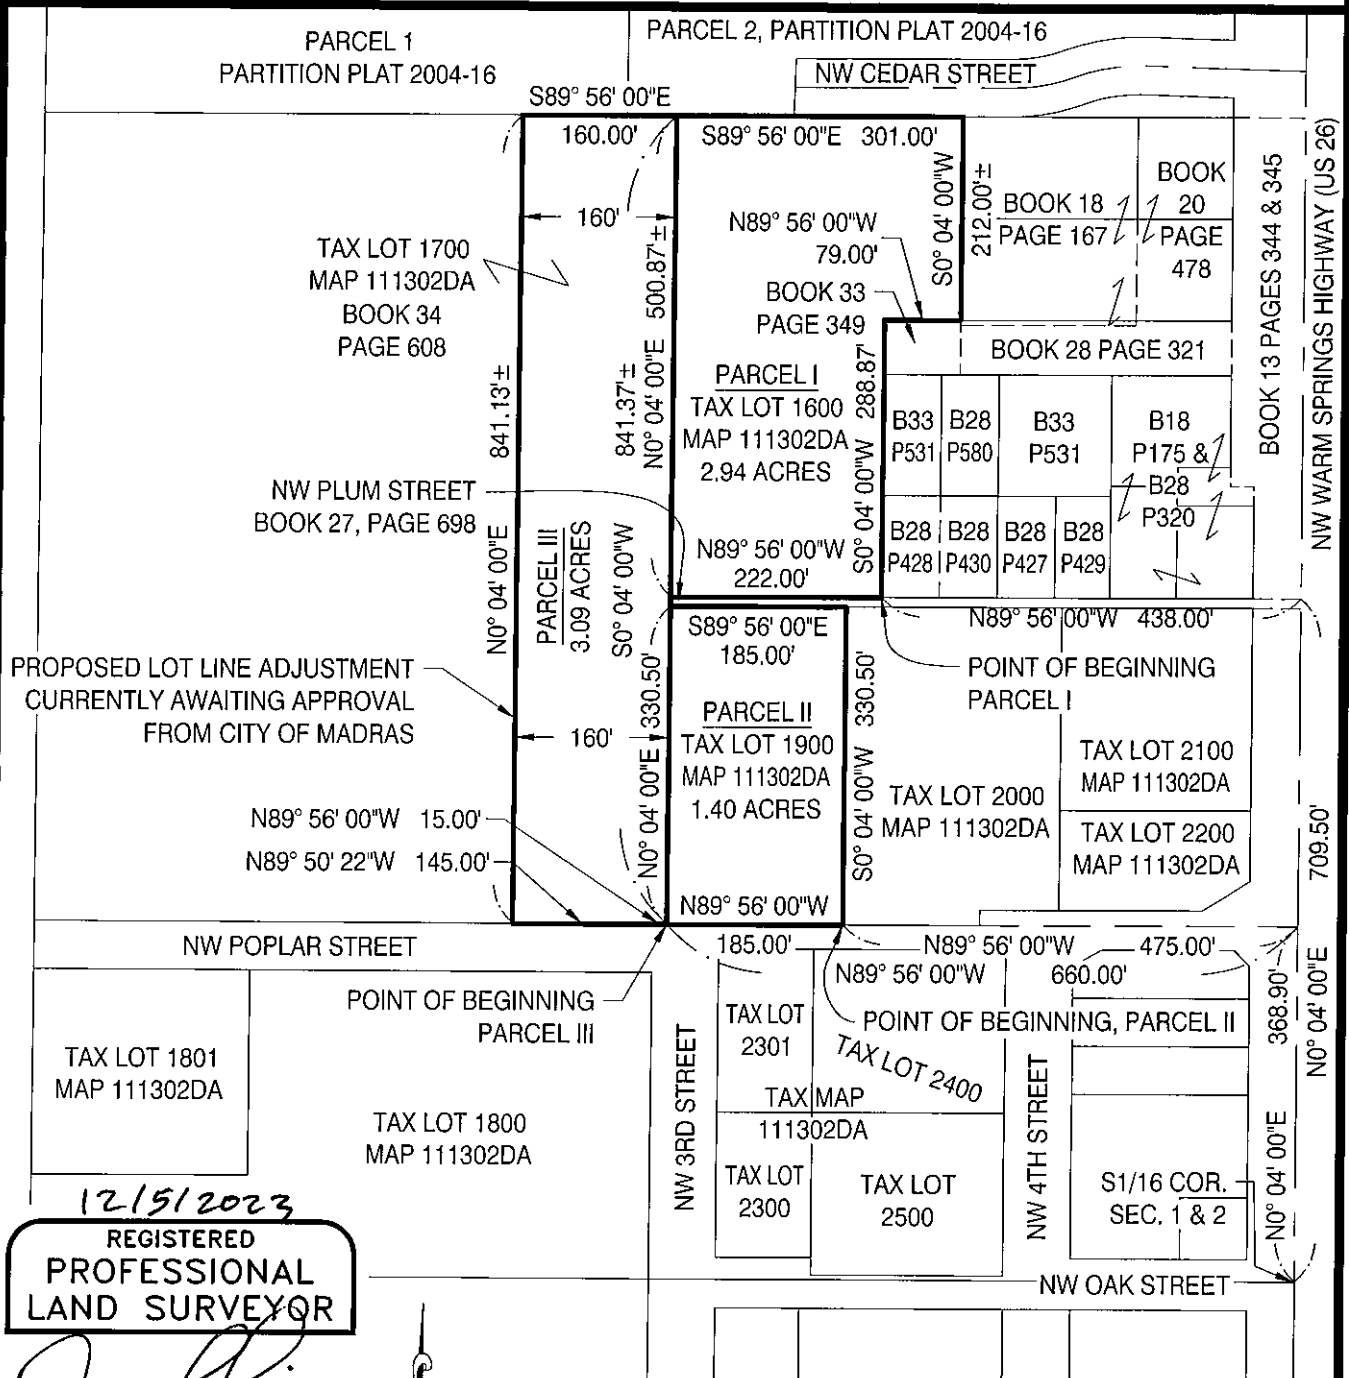 PARCEL 1
PARTITION PLAT 2004-16
PARCEL 2, PARTITION PLAT 2004-16
NW CEDAR STREET
S89° 56' 00"E
160.00'
S89° 56' 00"E 301.00'
160'
TAX LOT 1700
MAP 111302DA
BOOK 34
PAGE 608
N89° 56' 00"W
79.00'
BOOK 33
PAGE 349
S0° 04' 00"W
212.00'±
BOOK 18
PAGE 167
BOOK
20
PAGE
478
BOOK 13 PAGES 344 & 345
NW WARM SPRINGS HIGHWAY (US 26)
BOOK 28 PAGE 321
N0° 04' 00"E 500.87'±
841.37'±
S0° 04' 00"W
N0° 04' 00"E 841.13'±
PARCEL I
TAX LOT 1600
MAP 111302DA
2.94 ACRES
S0° 04' 00"W 288.87'
B33
P531
B28
P580
B33
P531
B18
P175 &
B28
P320
B28
P428
B28
P430
B28
P427
B28
P429
NW PLUM STREET
BOOK 27, PAGE 698
PARCEL III
3.09 ACRES
N89° 56' 00"W
222.00'
S89° 56' 00"E
185.00'
N89° 56' 00"W 438.00'
POINT OF BEGINNING
PARCEL I
PROPOSED LOT LINE ADJUSTMENT
CURRENTLY AWAITING APPROVAL
FROM CITY OF MADRAS
160'
N0° 04' 00"E 330.50'
PARCEL II
TAX LOT 1900
MAP 111302DA
1.40 ACRES
S0° 04' 00"W 330.50'
TAX LOT 2000
MAP 111302DA
TAX LOT 2100
MAP 111302DA
TAX LOT 2200
MAP 111302DA
709.50'
N0° 04' 00"E
N89° 56' 00"W 15.00'
N89° 50' 22"W 145.00'
N89° 56' 00"W
185.00'
N89° 56' 00"W 475.00'
N89° 56' 00"W 660.00'
NW POPLAR STREET
POINT OF BEGINNING
PARCEL III
POINT OF BEGINNING, PARCEL II
TAX LOT 1801
MAP 111302DA
TAX LOT 1800
MAP 111302DA
NW 3RD STREET
TAX LOT
2301
TAX LOT 2400
TAX MAP
111302DA
TAX LOT
2300
TAX LOT
2500
NW 4TH STREET
N0° 04' 00"E 368.90'
S1/16 COR.
SEC. 1 & 2
NW OAK STREET
12/5/2023
REGISTERED
PROFESSIONAL
LAND SURVEYOR